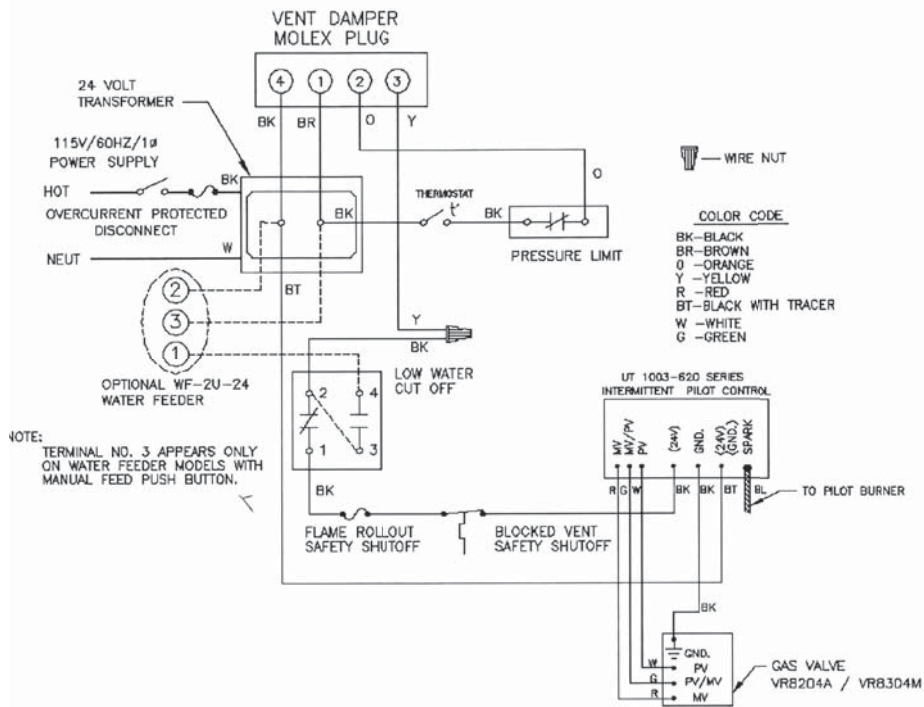 VENT DAMPER
MOLEX PLUG
4 1 2 3
24 VOLT
TRANSFORMER
BK BR O Y
115V/60HZ/1ø
POWER SUPPLY
HOT
BK
OVERCURRENT PROTECTED
DISCONNECT
NEUT
W
BK
THERMOSTAT
t°
BK
O
PRESSURE LIMIT
WIRE NUT
COLOR CODE
BK-BLACK
BR-BROWN
O -ORANGE
Y -YELLOW
R -RED
BT-BLACK WITH TRACER
W -WHITE
G -GREEN
2
3
1
BT
OPTIONAL WF-2U-24
WATER FEEDER
Y
BK
LOW WATER
CUT OFF
2 4
1 3
NOTE:
TERMINAL NO. 3 APPEARS ONLY
ON WATER FEEDER MODELS WITH
MANUAL FEED PUSH BUTTON.
BK
FLAME ROLLOUT
SAFETY SHUTOFF
BLOCKED VENT
SAFETY SHUTOFF
UT 1003-620 SERIES
INTERMITTENT PILOT CONTROL
MV
MV/PV
PV
(24V)
GND.
(24V)
(GND.)
SPARK
R G W BK BK BT BL
TO PILOT BURNER
BK
GND.
W PV
G PV/MV
R MV
GAS VALVE
VR8204A / VR8304M